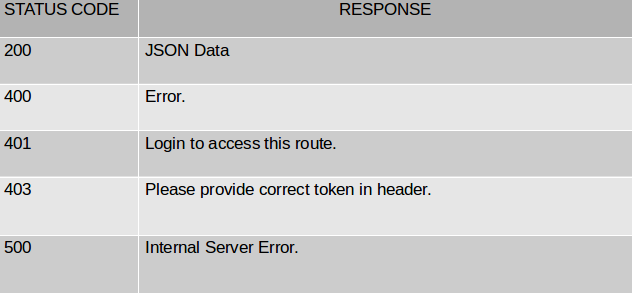 STATUS CODE RESPONSE
200 JSON Data
400 Error.
401 Login to access this route.
403 Please provide correct token in header.
500 Internal Server Error.